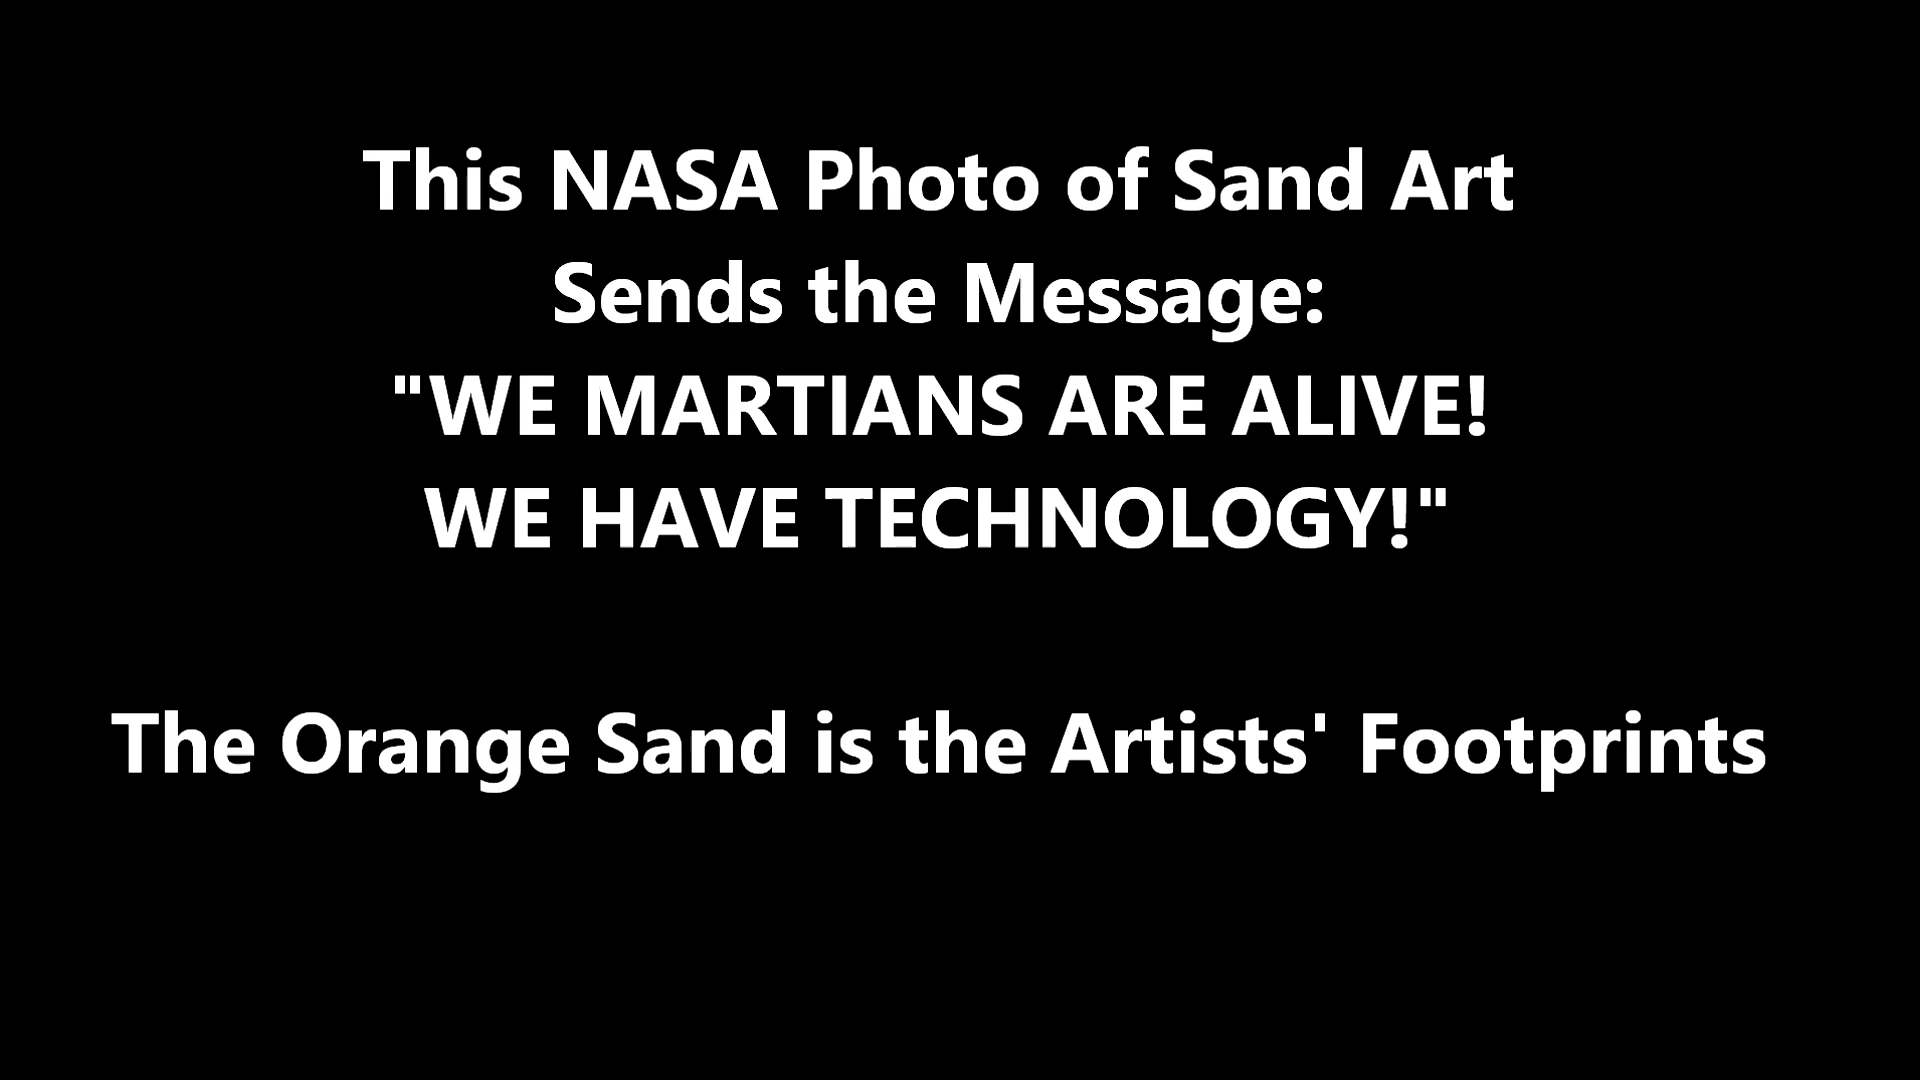 This NASA Photo of Sand Art
Sends the Message:
"WE MARTIANS ARE ALIVE!
WE HAVE TECHNOLOGY!"
The Orange Sand is the Artists' Footprints